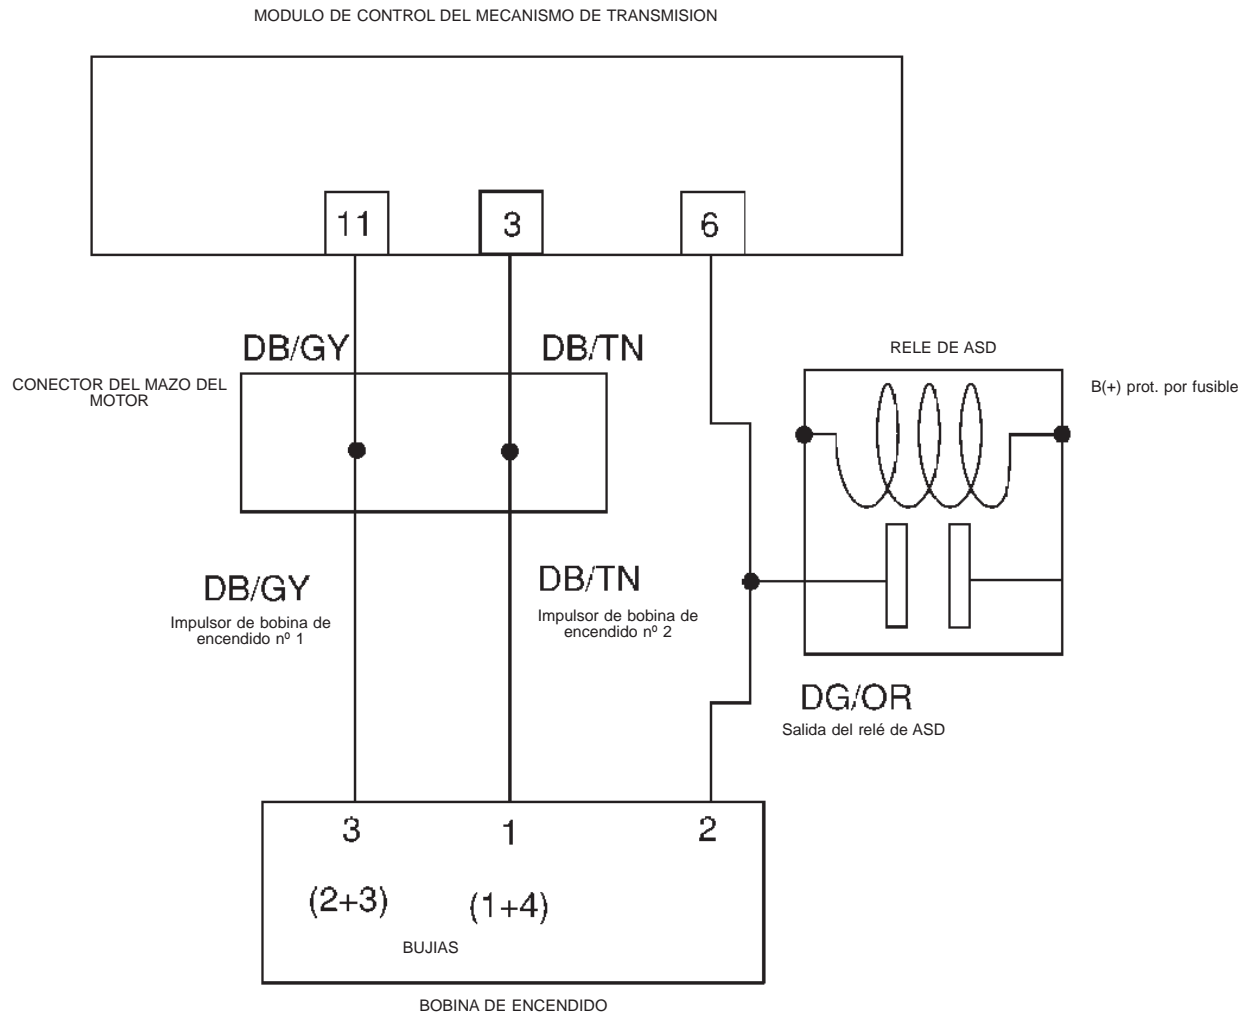 MODULO DE CONTROL DEL MECANISMO DE TRANSMISION
11
3
6
DB/GY
DB/TN
RELE DE ASD
CONECTOR DEL MAZO DEL
MOTOR
B(+) prot. por fusible
DB/GY
Impulsor de bobina de
encendido nº 1
DB/TN
Impulsor de bobina de
encendido nº 2
DG/OR
Salida del relé de ASD
3
1
2
(2+3)
(1+4)
BUJIAS
BOBINA DE ENCENDIDO